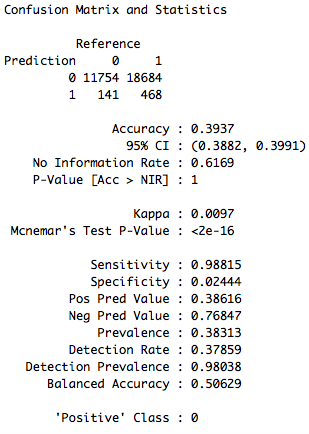 Confusion Matrix and Statistics
Reference
Prediction 0 1
0 11754 18684
1 141 468
Accuracy : 0.3937
95% CI : (0.3882, 0.3991)
No Information Rate : 0.6169
P-Value [Acc > NIR] : 1
Kappa : 0.0097
Mcnemar's Test P-Value : <2e-16
Sensitivity : 0.98815
Specificity : 0.02444
Pos Pred Value : 0.38616
Neg Pred Value : 0.76847
Prevalence : 0.38313
Detection Rate : 0.37859
Detection Prevalence : 0.98038
Balanced Accuracy : 0.50629
'Positive' Class : 0